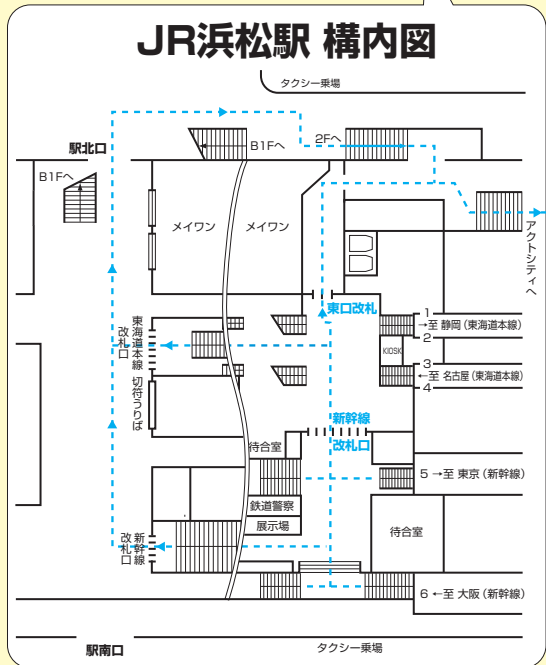 JR浜松駅 構内図
タクシー乗場
駅北口
B1Fへ
2Fへ
B1Fへ
メイワン
メイワン
アクトシティへ
東口改札
東海道本線
改札口
切符うりば
1
→至 静岡（東海道本線）
2
KIOSK
3
←至 名古屋（東海道本線）
4
新幹線
改札口
待合室
5 →至 東京（新幹線）
鉄道警察
展示場
待合室
新幹線
改札口
6 ←至 大阪（新幹線）
駅南口
タクシー乗場